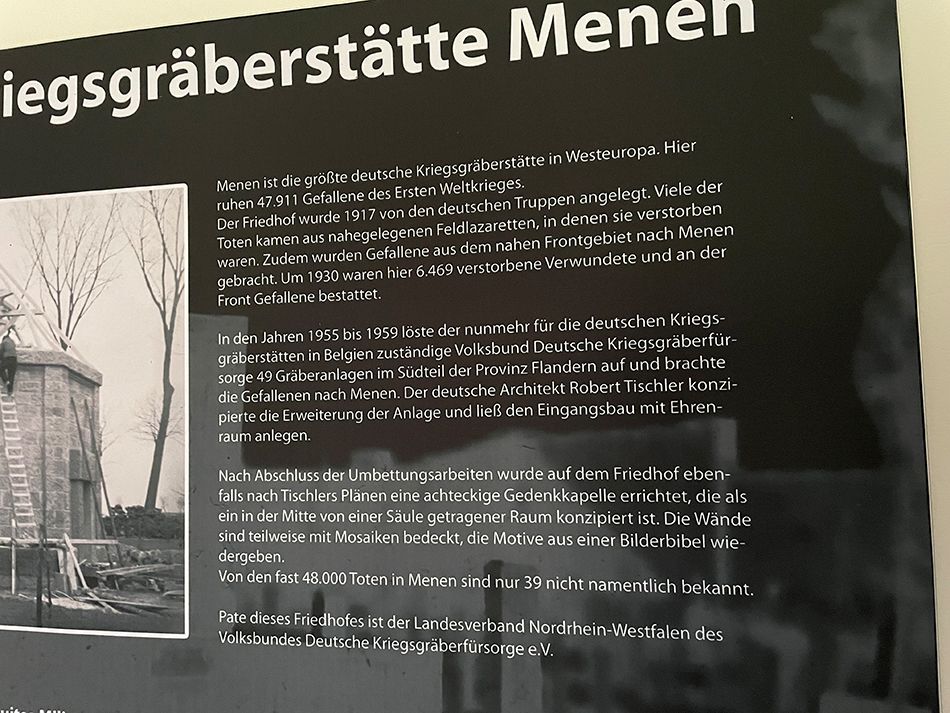 iegsgräberstätte Menen
Menen ist die größte deutsche Kriegsgräberstätte in Westeuropa. Hier
ruhen 47.911 Gefallene des Ersten Weltkrieges.
Der Friedhof wurde 1917 von den deutschen Truppen angelegt. Viele der
Toten kamen aus nahegelegenen Feldlazaretten, in denen sie verstorben
waren. Zudem wurden Gefallene aus dem nahen Frontgebiet nach Menen
gebracht. Um 1930 waren hier 6.469 verstorbene Verwundete und an der
Front Gefallene bestattet.
In den Jahren 1955 bis 1959 löste der nunmehr für die deutschen Kriegs-
gräberstätten in Belgien zuständige Volksbund Deutsche Kriegsgräberfür-
sorge 49 Gräberanlagen im Südteil der Provinz Flandern auf und brachte
die Gefallenen nach Menen. Der deutsche Architekt Robert Tischler konzi-
pierte die Erweiterung der Anlage und ließ den Eingangsbau mit Ehren-
raum anlegen.
Nach Abschluss der Umbettungsarbeiten wurde auf dem Friedhof eben-
falls nach Tischlers Plänen eine achteckige Gedenkkapelle errichtet, die als
ein in der Mitte von einer Säule getragener Raum konzipiert ist. Die Wände
sind teilweise mit Mosaiken bedeckt, die Motive aus einer Bilderbibel wie-
dergeben.
Von den fast 48.000 Toten in Menen sind nur 39 nicht namentlich bekannt.
Pate dieses Friedhofes ist der Landesverband Nordrhein-Westfalen des
Volksbundes Deutsche Kriegsgräberfürsorge e.V.